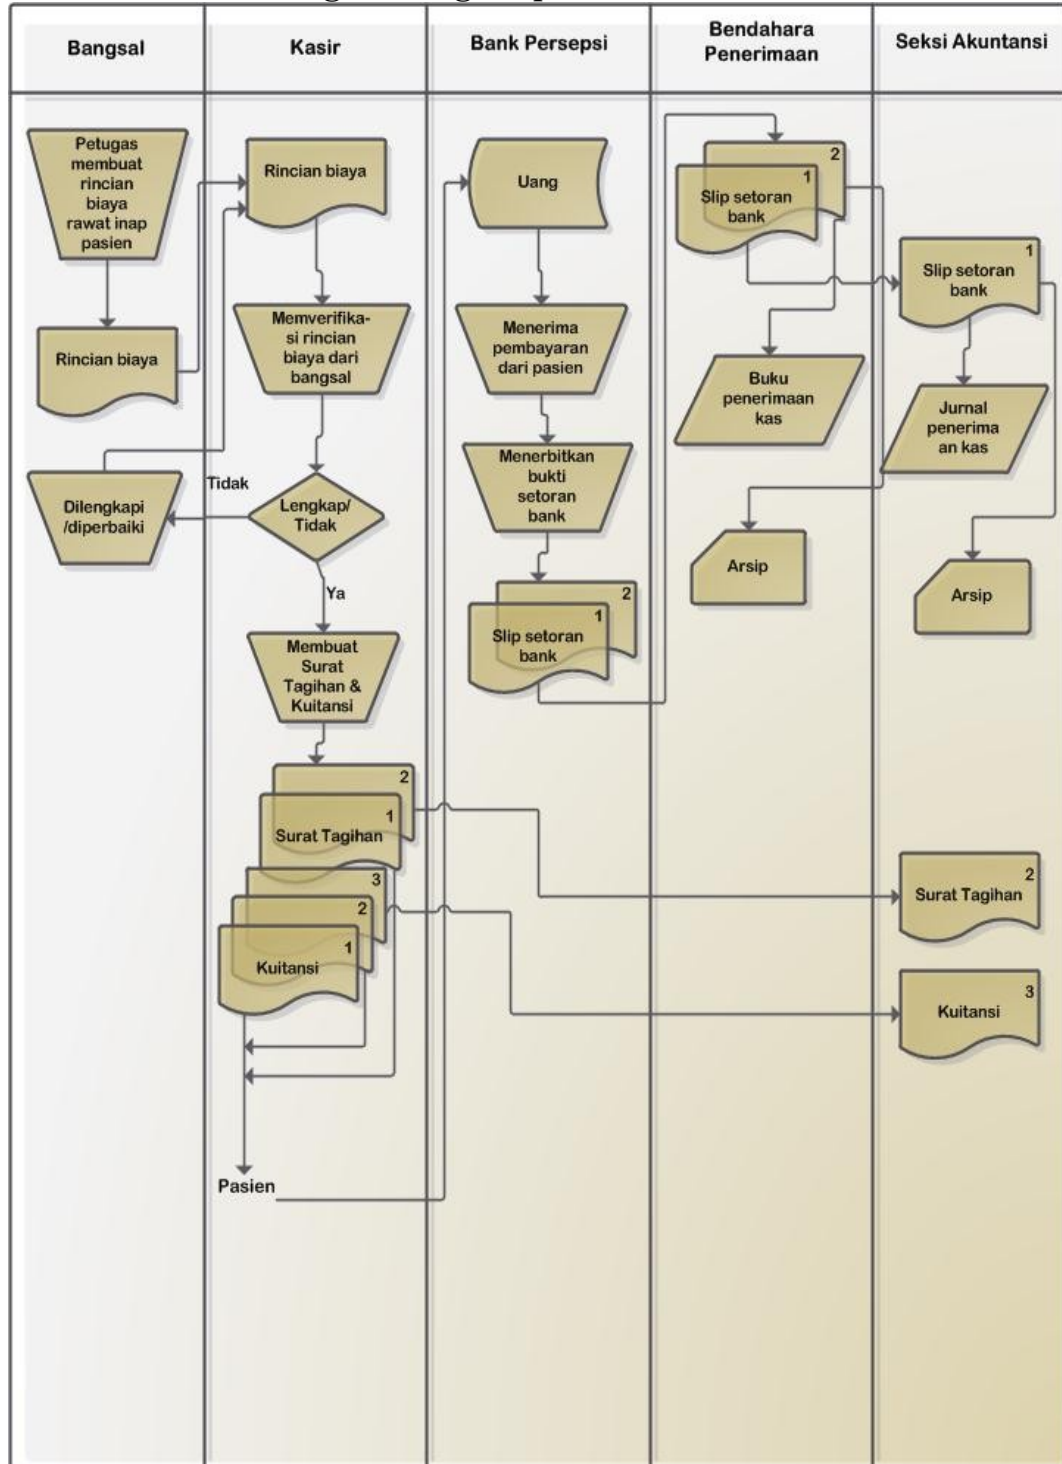 Bangsal
Kasir
Bank Persepsi
Bendahara
Penerimaan
Seksi Akuntansi
Petugas
membuat
rincian
biaya
rawat inap
pasien
Rincian biaya
Dilengkapi
/diperbaiki
Rincian biaya
Memverifika-
si rincian
biaya dari
bangsal
Tidak
Lengkap/
Tidak
Ya
Membuat
Surat
Tagihan &
Kuitansi
2
1
Surat Tagihan
3
2
1
Kuitansi
Pasien
Uang
Menerima
pembayaran
dari pasien
Menerbitkan
bukti
setoran
bank
2
1
Slip setoran
bank
2
1
Slip setoran
bank
Buku
penerimaan
kas
Arsip
1
Slip setoran
bank
Jurnal
penerima
an kas
Arsip
2
Surat Tagihan
3
Kuitansi